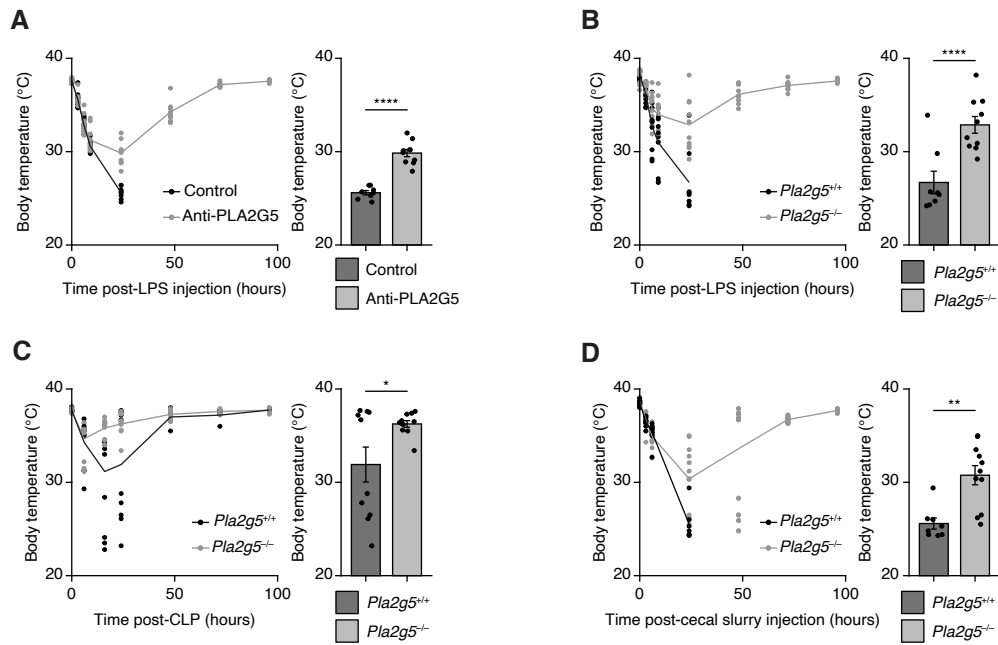 A
Body temperature (°C)
40
30
20
0
50
100
Time post-LPS injection (hours)
Control
Anti-PLA2G5
Body temperature (°C)
40
30
20
****
Control
Anti-PLA2G5
B
Body temperature (°C)
40
30
20
0
50
100
Time post-LPS injection (hours)
Pla2g5+/+
Pla2g5–/–
Body temperature (°C)
40
30
20
****
Pla2g5+/+
Pla2g5–/–
C
Body temperature (°C)
40
30
20
0
50
100
Time post-CLP (hours)
Pla2g5+/+
Pla2g5–/–
Body temperature (°C)
40
30
20
*
Pla2g5+/+
Pla2g5–/–
D
Body temperature (°C)
40
30
20
0
50
100
Time post-cecal slurry injection (hours)
Pla2g5+/+
Pla2g5–/–
Body temperature (°C)
40
30
20
**
Pla2g5+/+
Pla2g5–/–